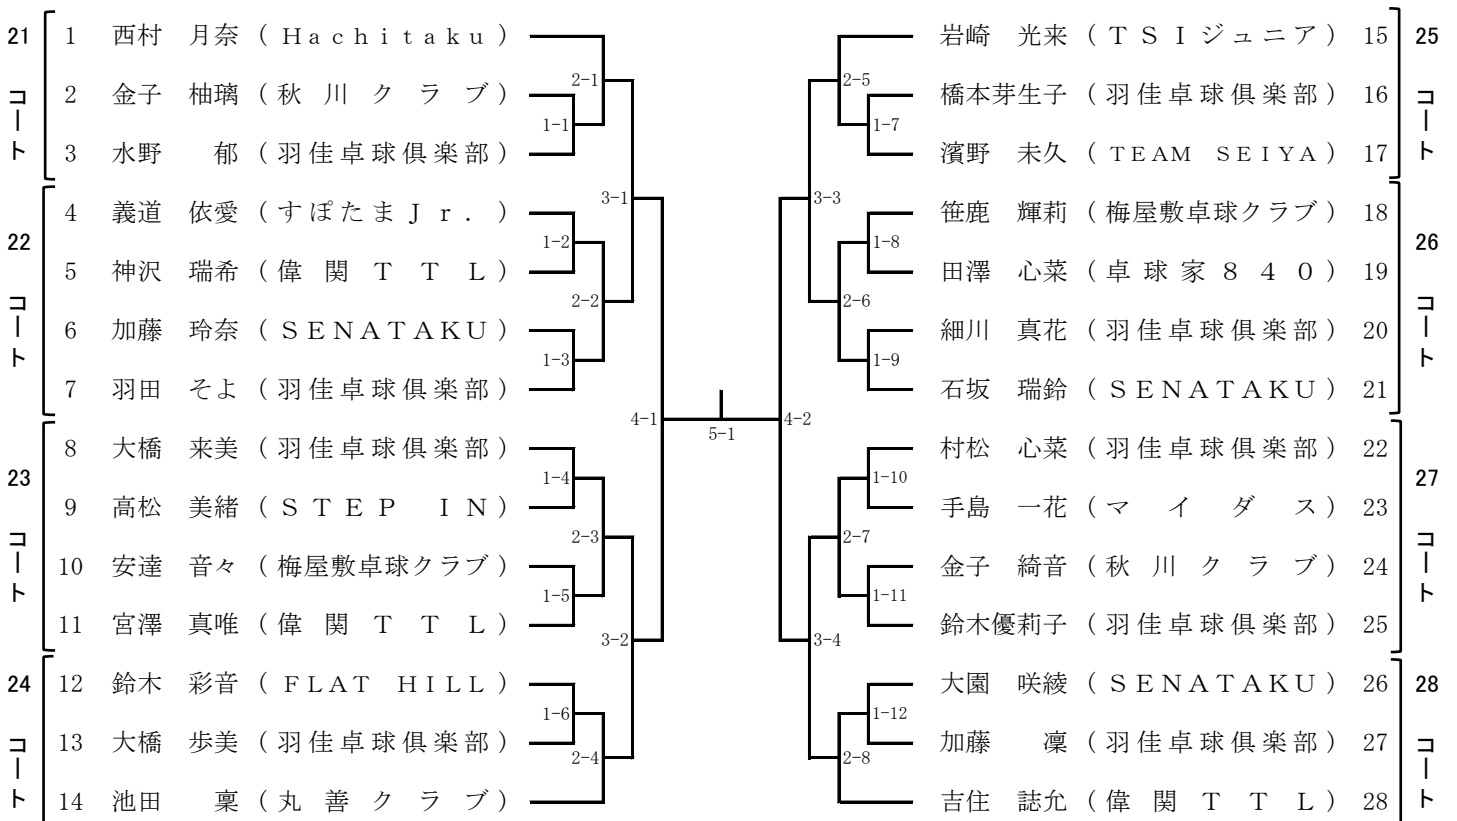 21 コート
1 西村 月奈 (Hachitaku)
2 金子 柚璃 (秋川クラブ)
3 水野 郁 (羽佳卓球倶楽部)
22 コート
4 義道 依愛 (すぽたまJr.)
5 神沢 瑞希 (偉関TTL)
6 加藤 玲奈 (SENATAKU)
7 羽田 そよ (羽佳卓球倶楽部)
23 コート
8 大橋 来美 (羽佳卓球倶楽部)
9 高松 美緒 (STEP IN)
10 安達 音々 (梅屋敷卓球クラブ)
11 宮澤 真唯 (偉関TTL)
24 コート
12 鈴木 彩音 (FLAT HILL)
13 大橋 歩美 (羽佳卓球倶楽部)
14 池田 稟 (丸善クラブ)
2-1
1-1
3-1
1-2
2-2
1-3
4-1
1-4
2-3
1-5
3-2
1-6
2-4
5-1
2-5
1-7
3-3
1-8
2-6
1-9
4-2
1-10
2-7
1-11
3-4
1-12
2-8
岩崎 光来 (TSIジュニア) 15
橋本芽生子 (羽佳卓球倶楽部) 16
濱野 未久 (TEAM SEIYA) 17
25 コート
笹鹿 輝莉 (梅屋敷卓球クラブ) 18
田澤 心菜 (卓球家840) 19
細川 真花 (羽佳卓球倶楽部) 20
石坂 瑞鈴 (SENATAKU) 21
26 コート
村松 心菜 (羽佳卓球倶楽部) 22
手島 一花 (マイダス) 23
金子 綺音 (秋川クラブ) 24
鈴木優莉子 (羽佳卓球倶楽部) 25
27 コート
大園 咲綾 (SENATAKU) 26
加藤 凜 (羽佳卓球倶楽部) 27
吉住 誌允 (偉関TTL) 28
28 コート